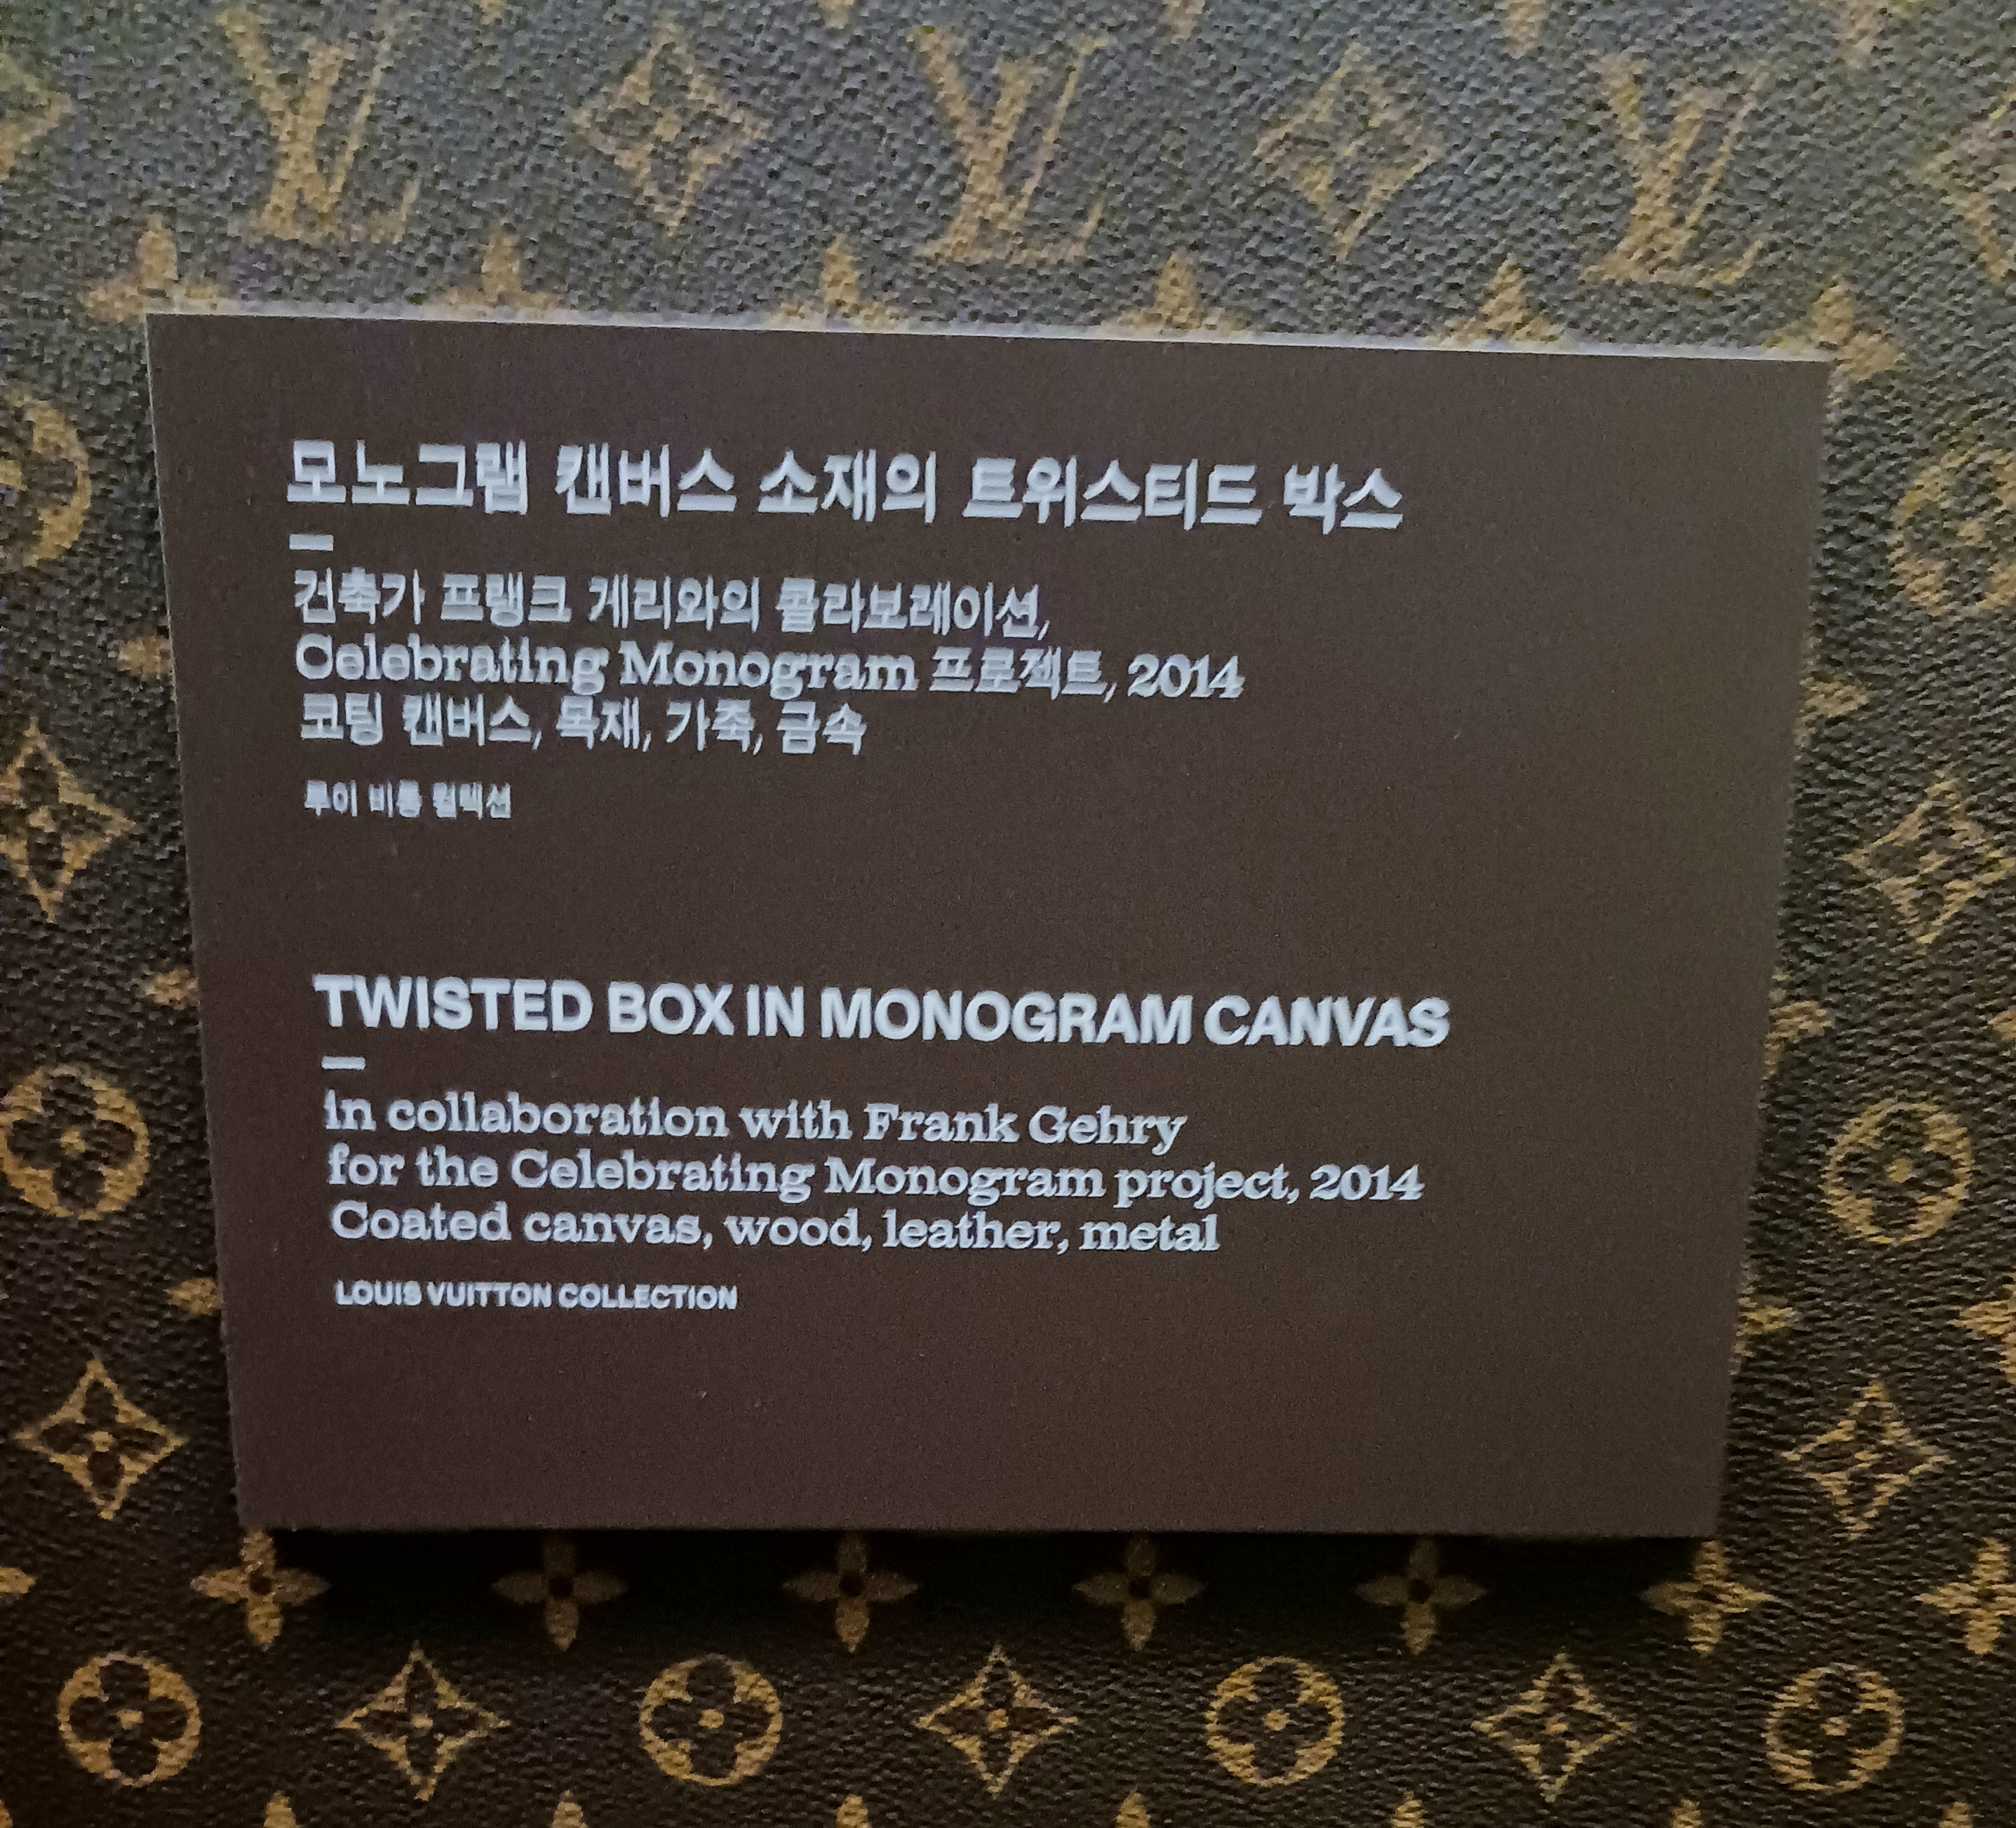 모노그램 캔버스 소재의 트위스티드 박스
건축가 프랭크 게리와의 콜라보레이션,
Celebrating Monogram 프로젝트, 2014
코팅 캔버스, 목재, 가죽, 금속
루이 비통 컬렉션
TWISTED BOX IN MONOGRAM CANVAS
in collaboration with Frank Gehry
for the Celebrating Monogram project, 2014
Coated canvas, wood, leather, metal
LOUIS VUITTON COLLECTION